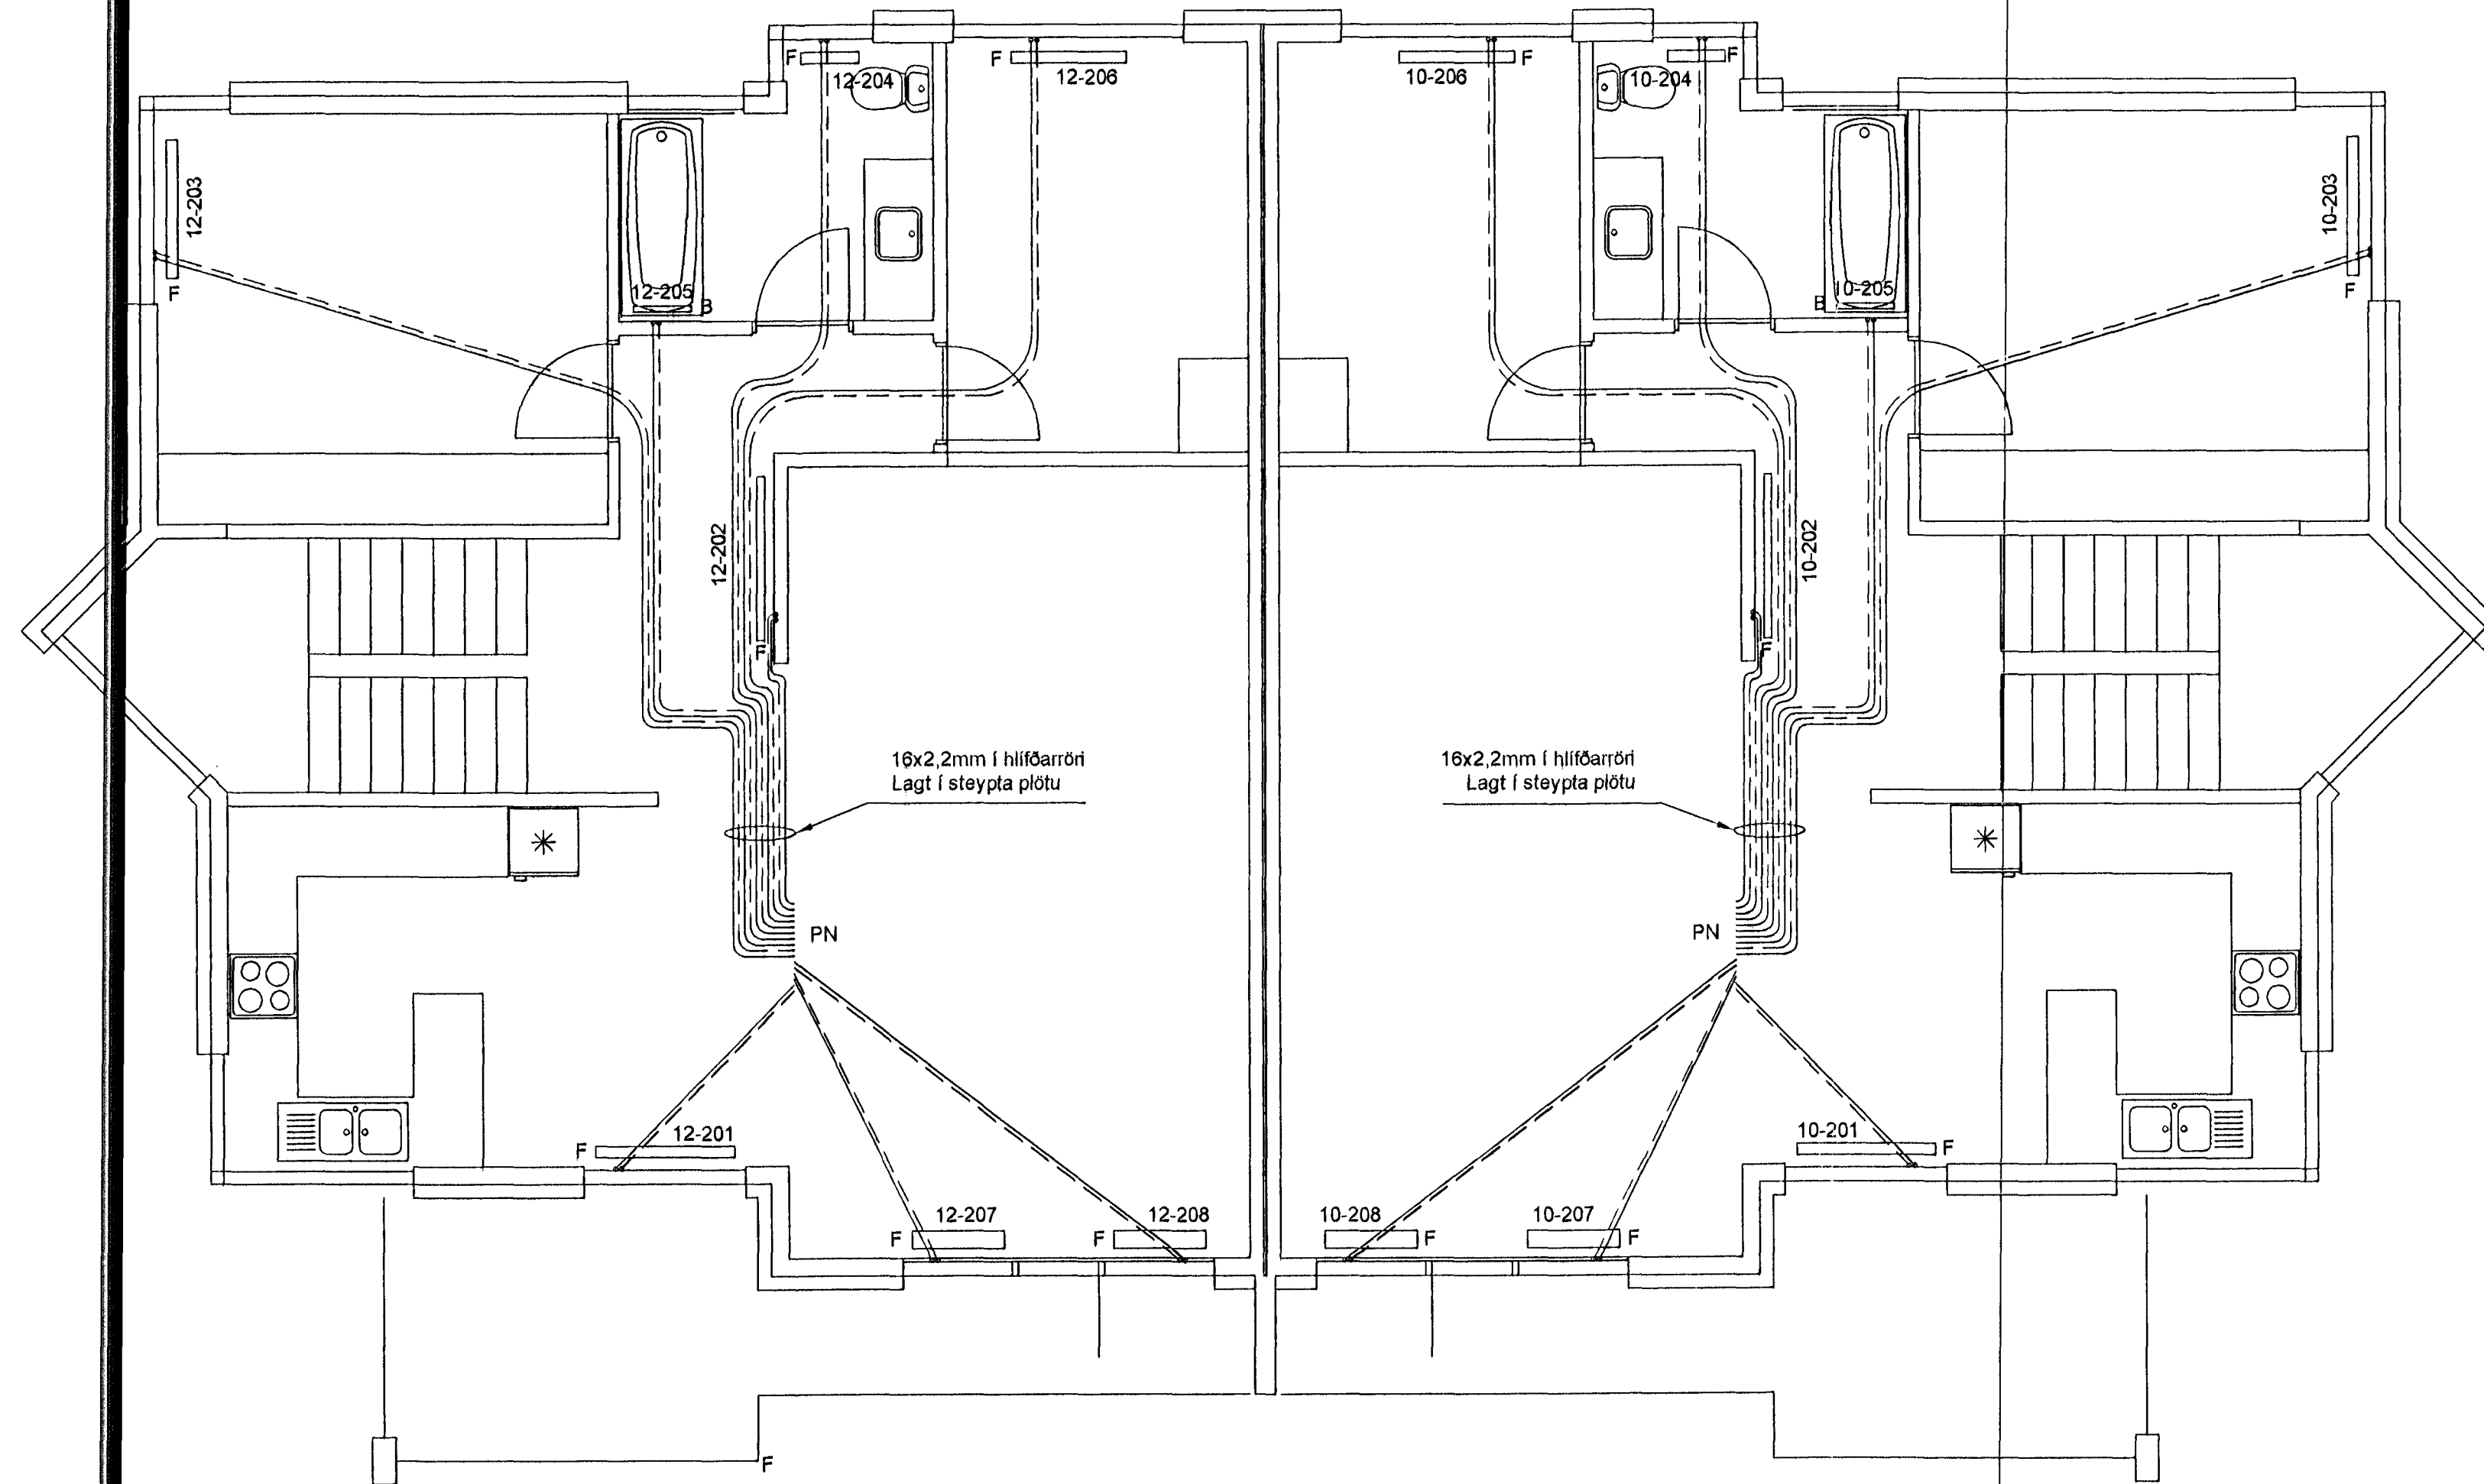 F
12-204
F
12-206
10-206
F
10-204
F
12-203
F
12-205
B
B
10-205
10-203
F
12-202
F
10-202
F
16x2,2mm í hlífðarröri
Lagt í steypta plötu
16x2,2mm í hlífðarröri
Lagt í steypta plötu
PN
PN
F
12-201
10-201
F
F
12-207
F
12-208
10-208
F
10-207
F
F